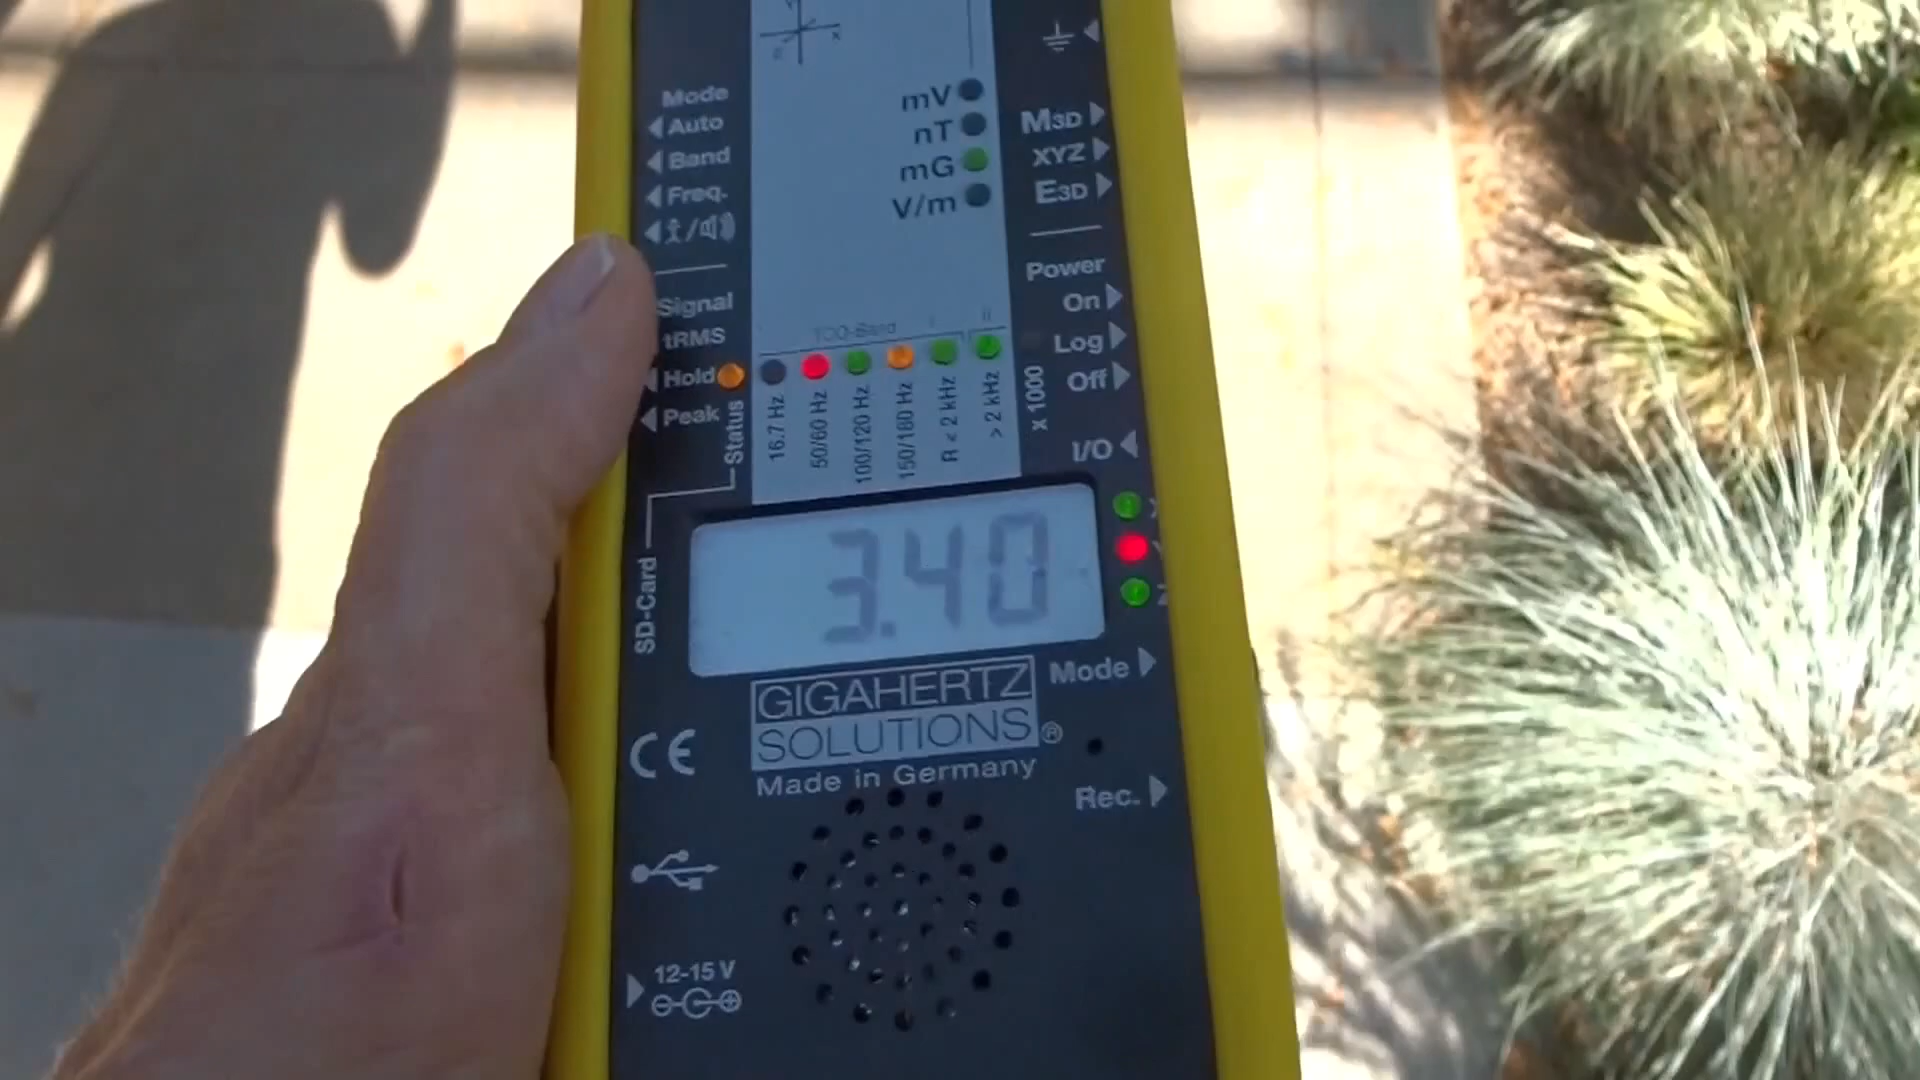 Mode
Auto
Band
Freq.
Signal
tRMS
Hold
Peak
Status
SD-Card
mV
nT
mG
V/m
16.7 Hz
50/60 Hz
100/120 Hz
150/180 Hz
R < 2 kHz
> 2 kHz
x 1000
M3D
XYZ
E3D
Power
On
Log
Off
I/O
3.40
Mode
GIGAHERTZ
SOLUTIONS®
Made in Germany
CE
Rec.
12-15 V